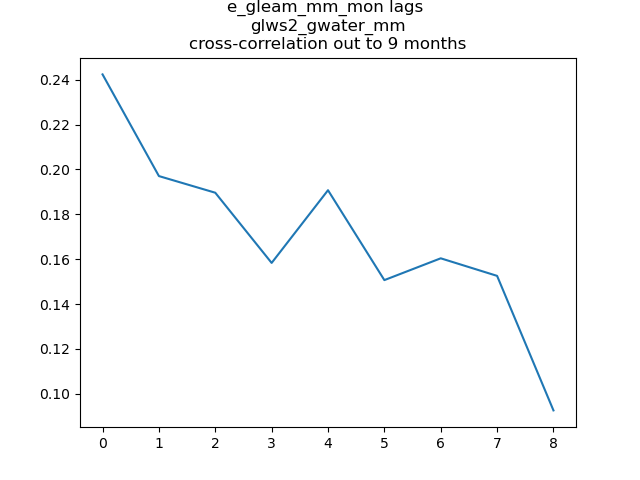 e_gleam_mm_mon lags
glws2_gwater_mm
cross-correlation out to 9 months
0.24
0.22
0.20
0.18
0.16
0.14
0.12
0.10
0 1 2 3 4 5 6 7 8